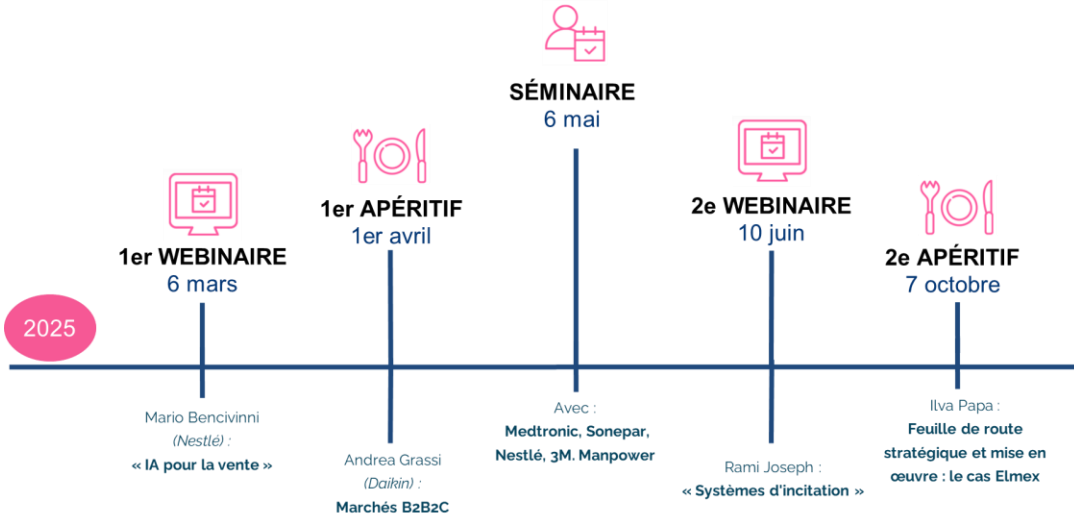 SÉMINAIRE
6 mai
1er APÉRITIF
1er avril
2e WEBINAIRE
10 juin
1er WEBINAIRE
6 mars
2e APÉRITIF
7 octobre
2025
Mario Bencivinni
(Nestlé) :
« IA pour la vente »
Andrea Grassi
(Daikin) :
Marchés B2B2C
Avec :
Medtronic, Sonepar,
Nestlé, 3M. Manpower
Rami Joseph :
« Systèmes d'incitation »
Ilva Papa :
Feuille de route
stratégique et mise en
œuvre : le cas Elmex